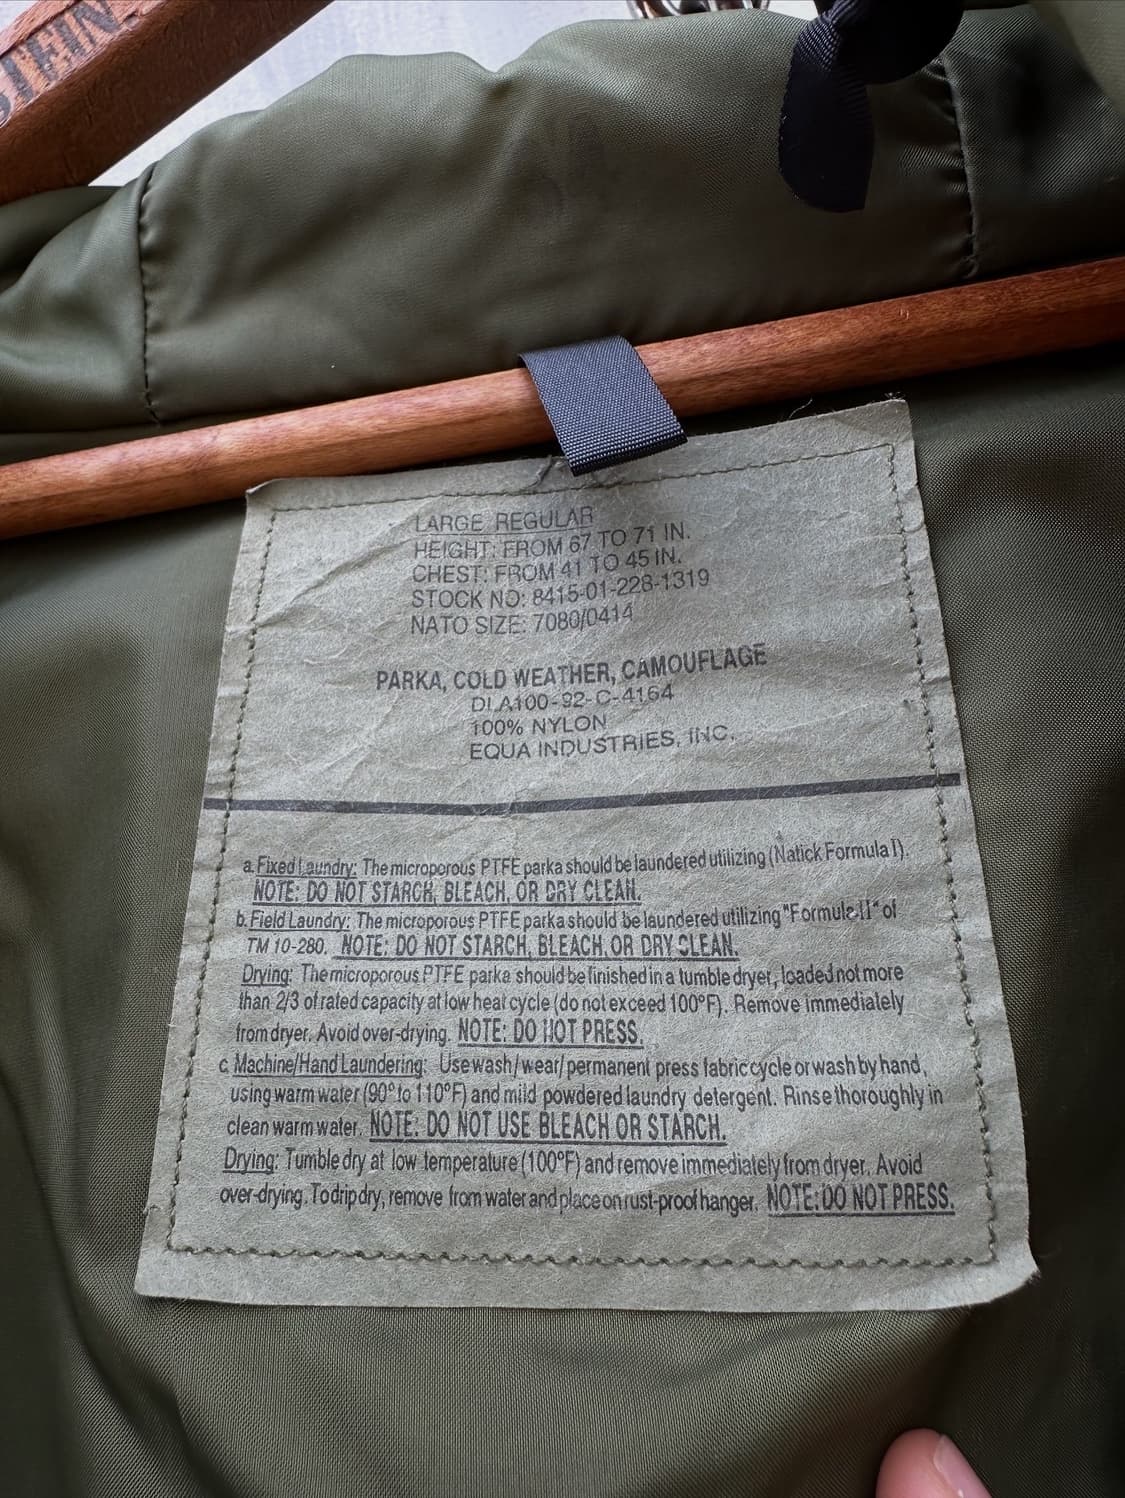 STEIN
LARGE REGULAR
HEIGHT: FROM 67 TO 71 IN.
CHEST: FROM 41 TO 45 IN.
STOCK NO: 8415-01-228-1319
NATO SIZE: 7080/0414
PARKA, COLD WEATHER, CAMOUFLAGE
DLA100-92-C-4164
100% NYLON
EQUA INDUSTRIES, INC.
a. Fixed Laundry: The microporous PTFE parka should be laundered utilizing (Natick Formula I).
NOTE: DO NOT STARCH, BLEACH, OR DRY CLEAN.
b. Field Laundry: The microporous PTFE parka should be laundered utilizing "Formula II" of
TM 10-280. NOTE: DO NOT STARCH, BLEACH, OR DRY CLEAN.
Drying: The microporous PTFE parka should be finished in a tumble dryer, loaded not more
than 2/3 of rated capacity at low heat cycle (do not exceed 100°F). Remove immediately
from dryer. Avoid over-drying. NOTE: DO NOT PRESS.
c. Machine/Hand Laundering: Use wash/wear/permanent press fabric cycle or wash by hand,
using warm water (90° to 110°F) and mild powdered laundry detergent. Rinse thoroughly in
clean warm water. NOTE: DO NOT USE BLEACH OR STARCH.
Drying: Tumble dry at low temperature (100°F) and remove immediately from dryer. Avoid
over-drying. To drip dry, remove from water and place on rust-proof hanger. NOTE: DO NOT PRESS.